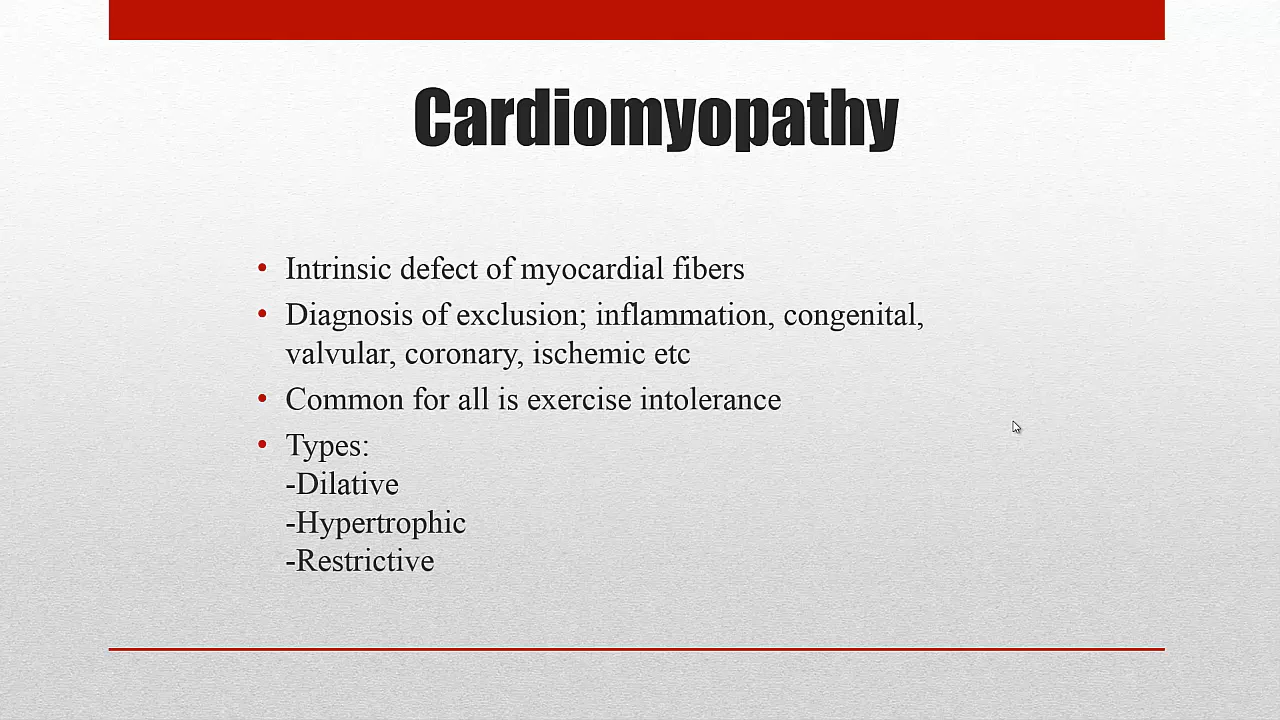 Cardiomyopathy
• Intrinsic defect of myocardial fibers
• Diagnosis of exclusion; inflammation, congenital,
valvular, coronary, ischemic etc
• Common for all is exercise intolerance
• Types:
-Dilative
-Hypertrophic
-Restrictive